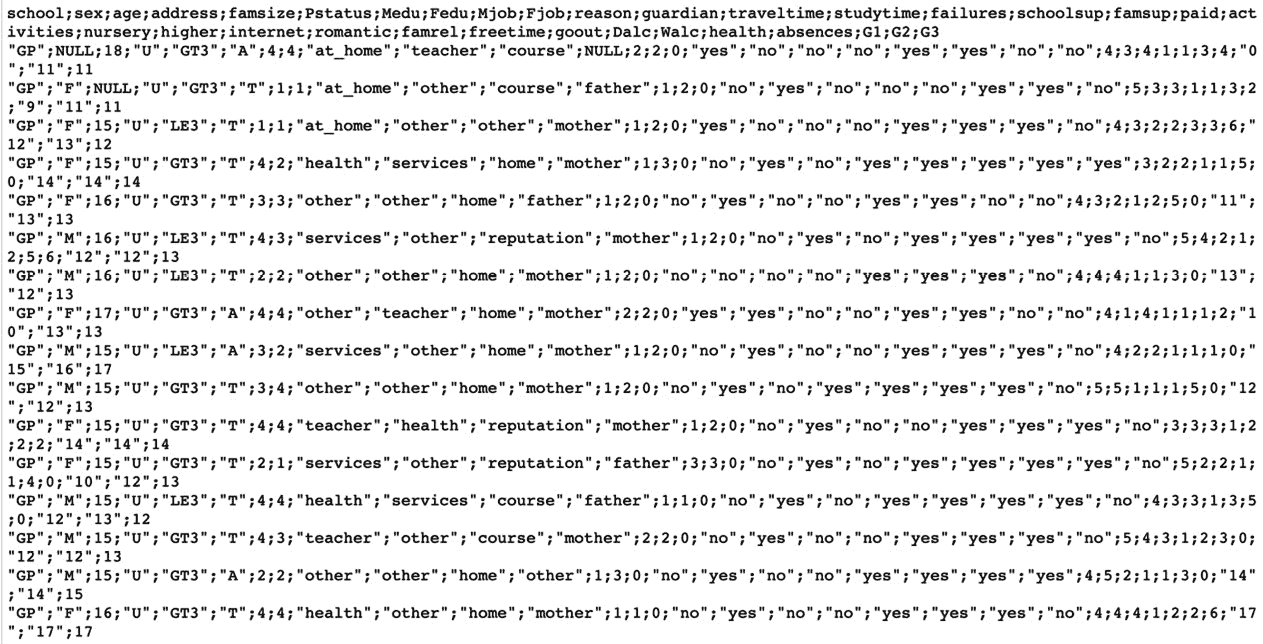 school;sex;age;address;famsize;Pstatus;Medu;Fedu;Mjob;Fjob;reason;guardian;traveltime;studytime;failures;schoolsup;famsup;paid;act
ivities;nursery;higher;internet;romantic;famrel;freetime;goout;Dalc;Walc;health;absences;G1;G2;G3
"GP";NULL;18;"U";"GT3";"A";4;4;"at_home";"teacher";"course";NULL;2;2;0;"yes";"no";"no";"no";"yes";"yes";"no";"no";4;3;4;1;1;3;4;"0
";"11";11
"GP";"F";NULL;"U";"GT3";"T";1;1;"at_home";"other";"course";"father";1;2;0;"no";"yes";"no";"no";"no";"yes";"yes";"no";5;3;3;1;1;3;2
;"9";"11";11
"GP";"F";15;"U";"LE3";"T";1;1;"at_home";"other";"other";"mother";1;2;0;"yes";"no";"no";"no";"yes";"yes";"yes";"no";4;3;2;2;3;3;6;"
12";"13";12
"GP";"F";15;"U";"GT3";"T";4;2;"health";"services";"home";"mother";1;3;0;"no";"yes";"no";"yes";"yes";"yes";"yes";"yes";3;2;2;1;1;5;
0;"14";"14";14
"GP";"F";16;"U";"GT3";"T";3;3;"other";"other";"home";"father";1;2;0;"no";"yes";"no";"no";"yes";"yes";"no";"no";4;3;2;1;2;5;0;"11";
"13";13
"GP";"M";16;"U";"LE3";"T";4;3;"services";"other";"reputation";"mother";1;2;0;"no";"yes";"no";"yes";"yes";"yes";"yes";"no";5;4;2;1;
2;5;6;"12";"12";13
"GP";"M";16;"U";"LE3";"T";2;2;"other";"other";"home";"mother";1;2;0;"no";"no";"no";"no";"yes";"yes";"yes";"no";4;4;4;1;1;3;0;"13";
"12";13
"GP";"F";17;"U";"GT3";"A";4;4;"other";"teacher";"home";"mother";2;2;0;"yes";"yes";"no";"no";"yes";"yes";"no";"no";4;1;4;1;1;1;2;"1
0";"13";13
"GP";"M";15;"U";"LE3";"A";3;2;"services";"other";"home";"mother";1;2;0;"no";"yes";"no";"no";"yes";"yes";"yes";"no";4;2;2;1;1;1;0;"
15";"16";17
"GP";"M";15;"U";"GT3";"T";3;4;"other";"other";"home";"mother";1;2;0;"no";"yes";"no";"yes";"yes";"yes";"yes";"no";5;5;1;1;1;5;0;"12
";"12";13
"GP";"F";15;"U";"GT3";"T";4;4;"teacher";"health";"reputation";"mother";1;2;0;"no";"yes";"no";"no";"yes";"yes";"yes";"no";3;3;3;1;2
;2;2;"14";"14";14
"GP";"F";15;"U";"GT3";"T";2;1;"services";"other";"reputation";"father";3;3;0;"no";"yes";"no";"yes";"yes";"yes";"yes";"no";5;2;2;1;
1;4;0;"10";"12";13
"GP";"M";15;"U";"LE3";"T";4;4;"health";"services";"course";"father";1;1;0;"no";"yes";"no";"yes";"yes";"yes";"yes";"no";4;3;3;1;3;5
;0;"12";"13";12
"GP";"M";15;"U";"GT3";"T";4;3;"teacher";"other";"course";"mother";2;2;0;"no";"yes";"no";"no";"yes";"yes";"yes";"no";5;4;3;1;2;3;0;
"12";"12";13
"GP";"M";15;"U";"GT3";"A";2;2;"other";"other";"home";"other";1;3;0;"no";"yes";"no";"no";"yes";"yes";"yes";"yes";4;5;2;1;1;3;0;"14"
;"14";15
"GP";"F";16;"U";"GT3";"T";4;4;"health";"other";"home";"mother";1;1;0;"no";"yes";"no";"no";"yes";"yes";"yes";"no";4;4;4;1;2;2;6;"17
";"17";17